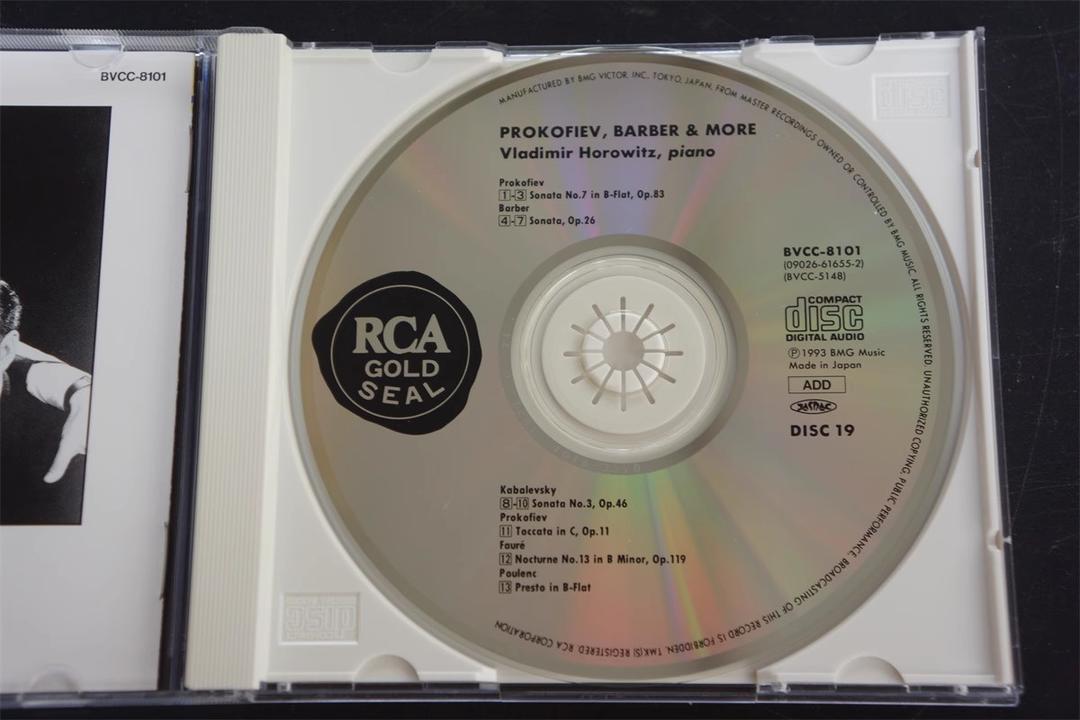 BVCC-8101
MANUFACTURED BY BMG VICTOR, INC., TOKYO, JAPAN, FROM MASTER RECORDINGS OWNED OR CONTROLLED BY BMG MUSIC ALL RIGHTS RESERVED. UNAUTHORIZED COPYING, PUBLIC PERFORMANCE, BROADCASTING OF THIS RECORD IS FORBIDDEN. TMK(S) REGISTERED. RCA CORPORATION
PROKOFIEV, BARBER & MORE
Vladimir Horowitz, piano
Prokofiev
1-3 Sonata No.7 in B-Flat, Op.83
Barber
4-7 Sonata, Op.26
RCA
GOLD
SEAL
BVCC-8101
(09026-61655-2)
(BVCC-5148)
COMPACT
disc
DIGITAL AUDIO
Ⓟ1993 BMG Music
Made in Japan
ADD
DISC 19
Kabalevsky
8-10 Sonata No.3, Op.46
Prokofiev
11 Toccata in C, Op.11
Fauré
12 Nocturne No.13 in B Minor, Op.119
Poulenc
13 Presto in B-Flat